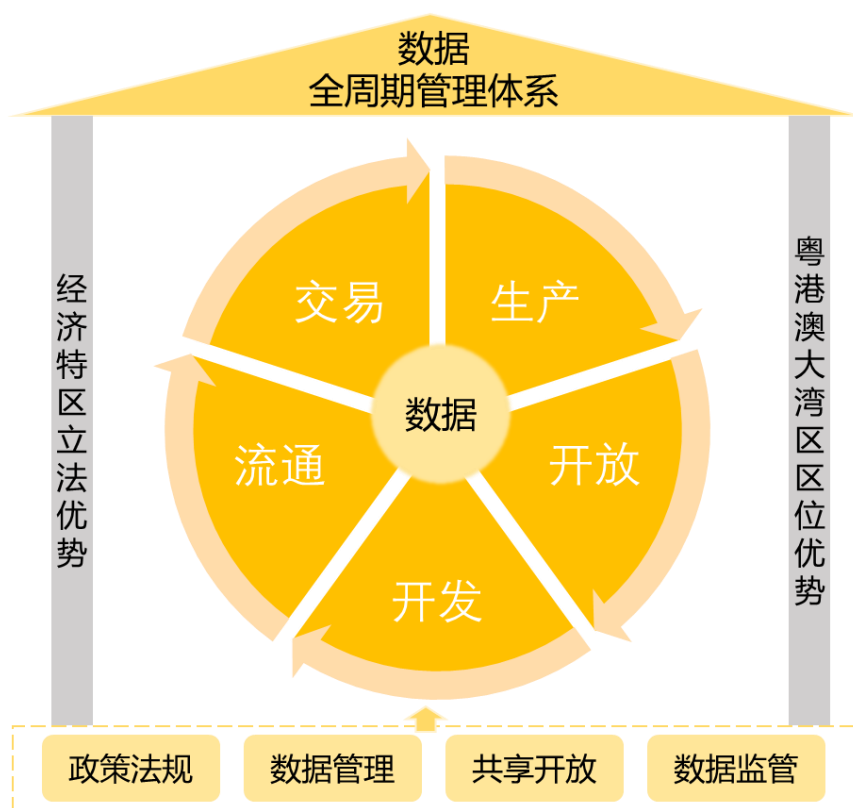 数据
全周期管理体系
经济特区立法优势
粤港澳大湾区区位优势
交易
生产
数据
流通
开放
开发
政策法规
数据管理
共享开放
数据监管